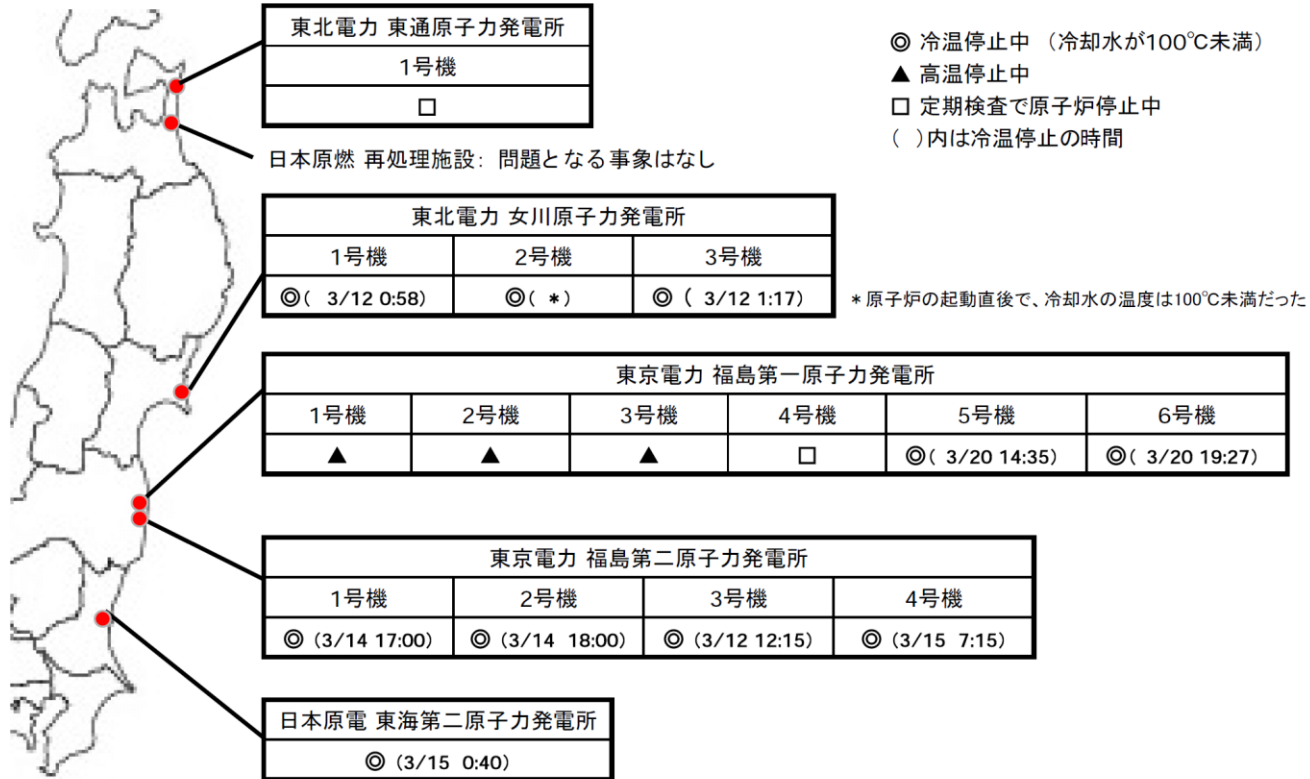 東北電力 東通原子力発電所
1号機
□
◎ 冷温停止中 (冷却水が100℃未満)
▲ 高温停止中
□ 定期検査で原子炉停止中
( )内は冷温停止の時間
日本原燃 再処理施設: 問題となる事象はなし
東北電力 女川原子力発電所
1号機 2号機 3号機
◎( 3/12 0:58) ◎( *) ◎ ( 3/12 1:17)
*原子炉の起動直後で、冷却水の温度は100℃未満だった
東京電力 福島第一原子力発電所
1号機 2号機 3号機 4号機 5号機 6号機
▲ ▲ ▲ □ ◎( 3/20 14:35) ◎( 3/20 19:27)
東京電力 福島第二原子力発電所
1号機 2号機 3号機 4号機
◎ (3/14 17:00) ◎ (3/14 18:00) ◎ (3/12 12:15) ◎ (3/15 7:15)
日本原電 東海第二原子力発電所
◎ (3/15 0:40)